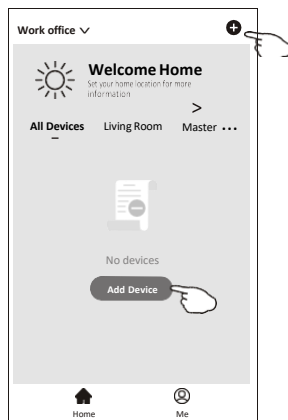 Work office
Welcome Home
Set your home location for more
information
>
All Devices Living Room Master ...
No devices
Add Device
Home Me